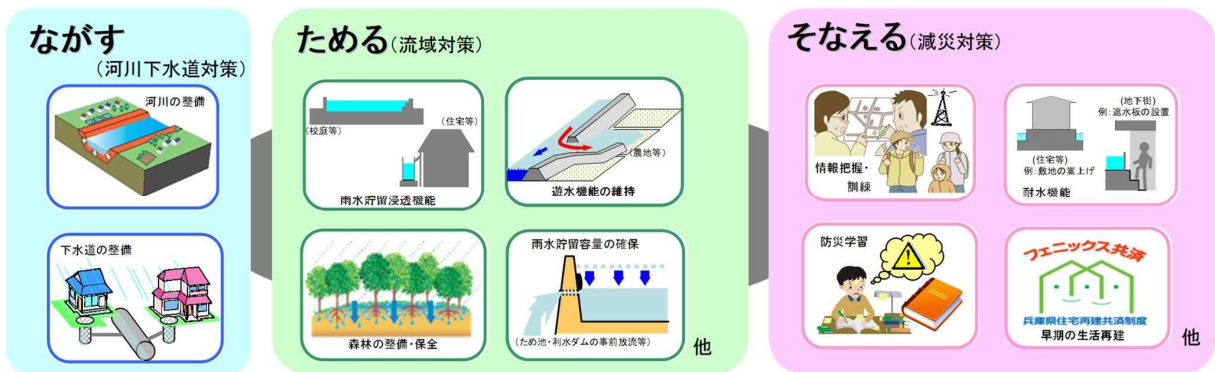 ながす
(河川下水道対策)
河川の整備
下水道の整備
ためる(流域対策)
(校庭等)
(住宅等)
雨水貯留浸透機能
(農地等)
遊水機能の維持
森林の整備・保全
雨水貯留容量の確保
(ため池・利水ダムの事前放流等)
他
そなえる(減災対策)
情報把握・
訓練
(地下街)
例:遮水板の設置
(住宅等)
例:敷地の嵩上げ
耐水機能
防災学習
フェニックス共済
兵庫県住宅再建共済制度
早期の生活再建
他